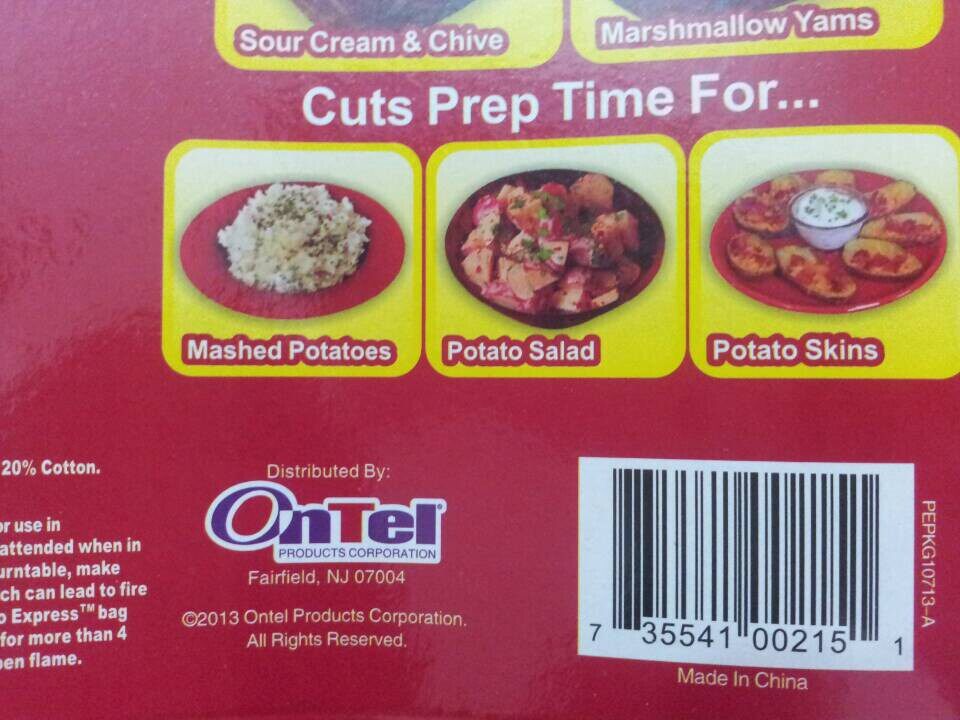 Sour Cream & Chive
Marshmallow Yams
Cuts Prep Time For...
Mashed Potatoes
Potato Salad
Potato Skins
20% Cotton.
or use in
attended when in
urntable, make
ch can lead to fire
o Express™ bag
for more than 4
pen flame.
Distributed By:
OnTel®
PRODUCTS CORPORATION
Fairfield, NJ 07004
©2013 Ontel Products Corporation.
All Rights Reserved.
7 35541 00215 1
Made In China
PEPKG10713-A